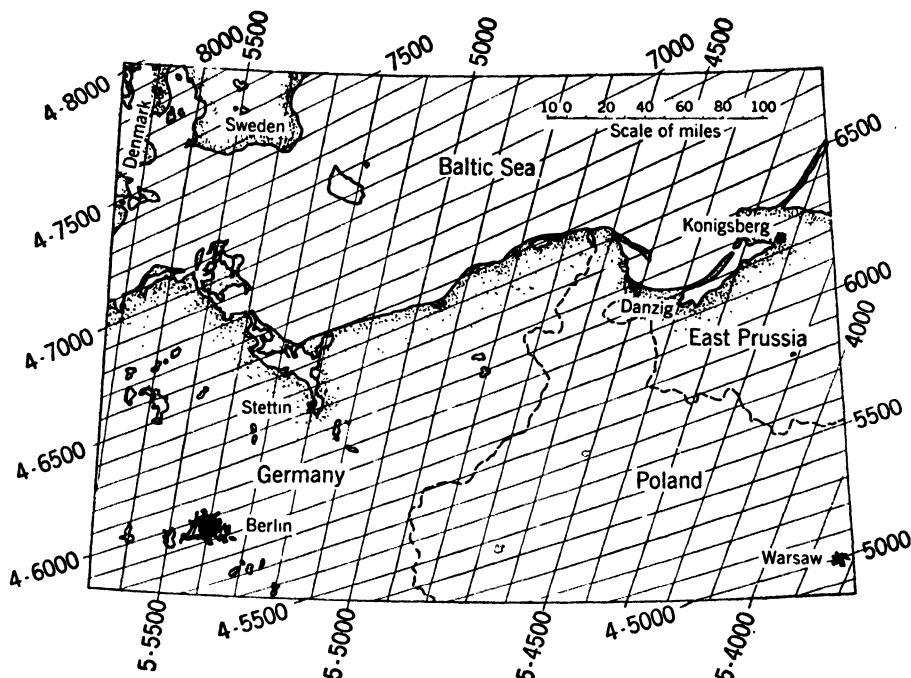 8000
5500
7500
5000
7000
4500
4-8000
10 0 20 40 60 80 100
Scale of miles
Denmark
Sweden
6500
Baltic Sea
4-7500
Konigsberg
6000
Danzig
4000
4-7000
East Prussia
Stettin
5500
4-6500
Germany
Poland
Berlin
Warsaw
5000
4-6000
5-5500
4-5500
5-5000
5-4500
4-5000
5-4000